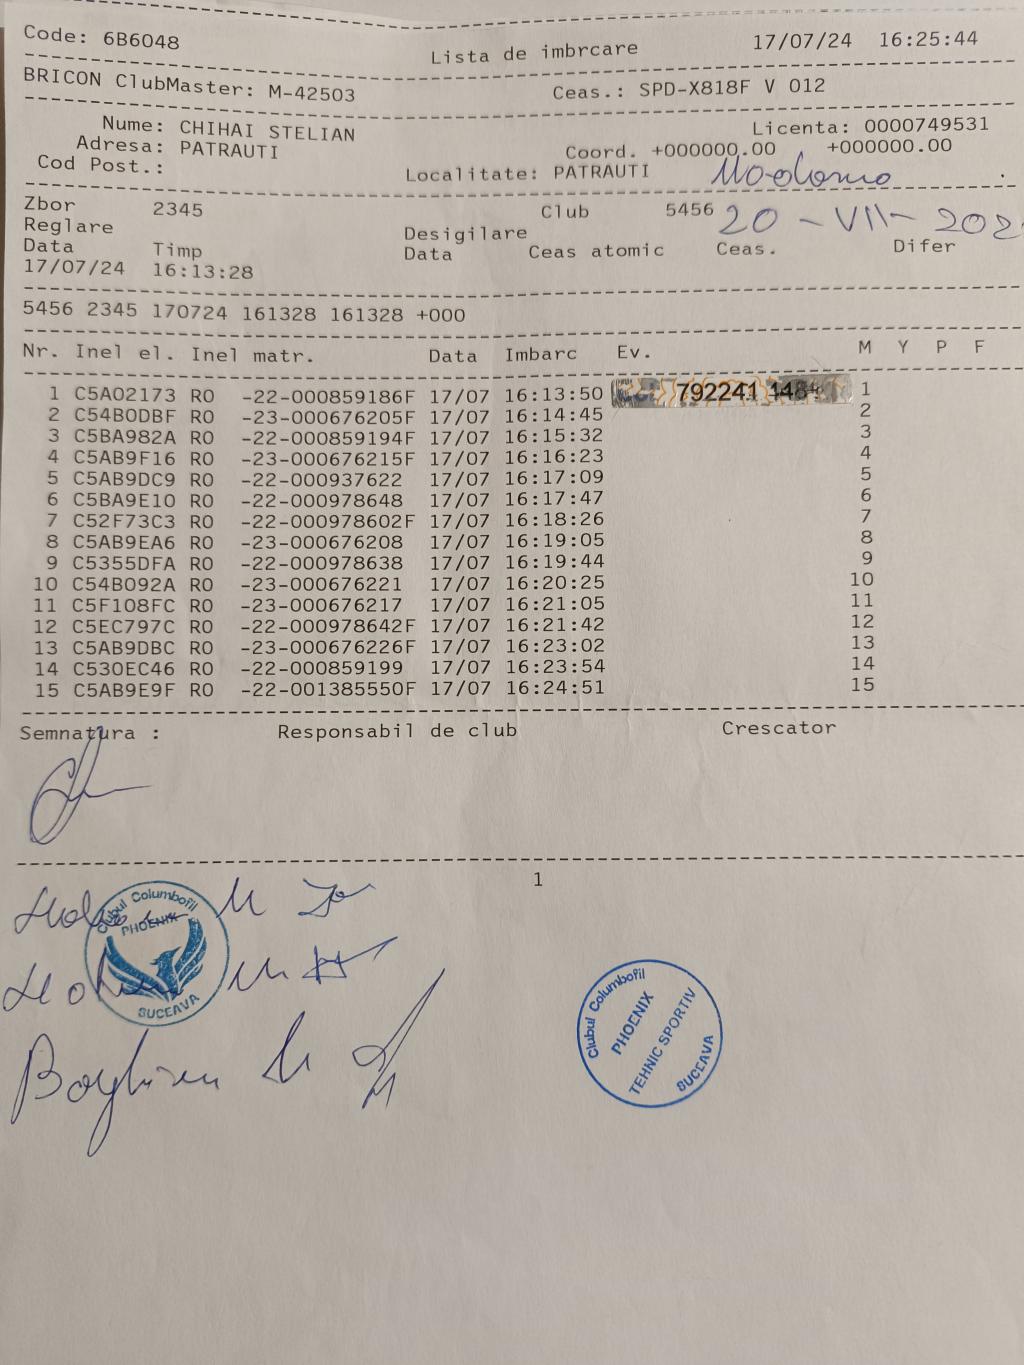 Code: 6B6048 Lista de imbrcare 17/07/24 16:25:44
BRICON ClubMaster: M-42503 Ceas.: SPD-X818F V 012
Nume: CHIHAI STELIAN Licenta: 0000749531
Adresa: PATRAUTI Coord. +000000.00 +000000.00
Cod Post.: Localitate: PATRAUTI
Zbor 2345 Club 5456 20-VII-202
Reglare Desigilare
Data Timp Data Ceas atomic Ceas. Difer
17/07/24 16:13:28
5456 2345 170724 161328 161328 +000
Nr. Inel el. Inel matr. Data Imbarc Ev. M Y P F
1 C5A02173 RO -22-000859186F 17/07 16:13:50 792241 1 1
2 C54B0DBF RO -23-000676205F 17/07 16:14:45 2
3 C5BA982A RO -22-000859194F 17/07 16:15:32 3
4 C5AB9F16 RO -23-000676215F 17/07 16:16:23 4
5 C5AB9DC9 RO -22-000937622 17/07 16:17:09 5
6 C5BA9E10 RO -22-000978648 17/07 16:17:47 6
7 C52F73C3 RO -22-000978602F 17/07 16:18:26 7
8 C5AB9EA6 RO -23-000676208 17/07 16:19:05 8
9 C5355DFA RO -22-000978638 17/07 16:19:44 9
10 C54B092A RO -23-000676221 17/07 16:20:25 10
11 C5F108FC RO -23-000676217 17/07 16:21:05 11
12 C5EC797C RO -22-000978642F 17/07 16:21:42 12
13 C5AB9DBC RO -23-000676226F 17/07 16:23:02 13
14 C530EC46 RO -22-000859199 17/07 16:23:54 14
15 C5AB9E9F RO -22-001385550F 17/07 16:24:51 15
Semnatura : Responsabil de club Crescator
1
Clubul Columbofil
PHOENIX
SUCEAVA
Clubul Columbofil
PHOENIX
TEHNIC SPORTIV
SUCEAVA